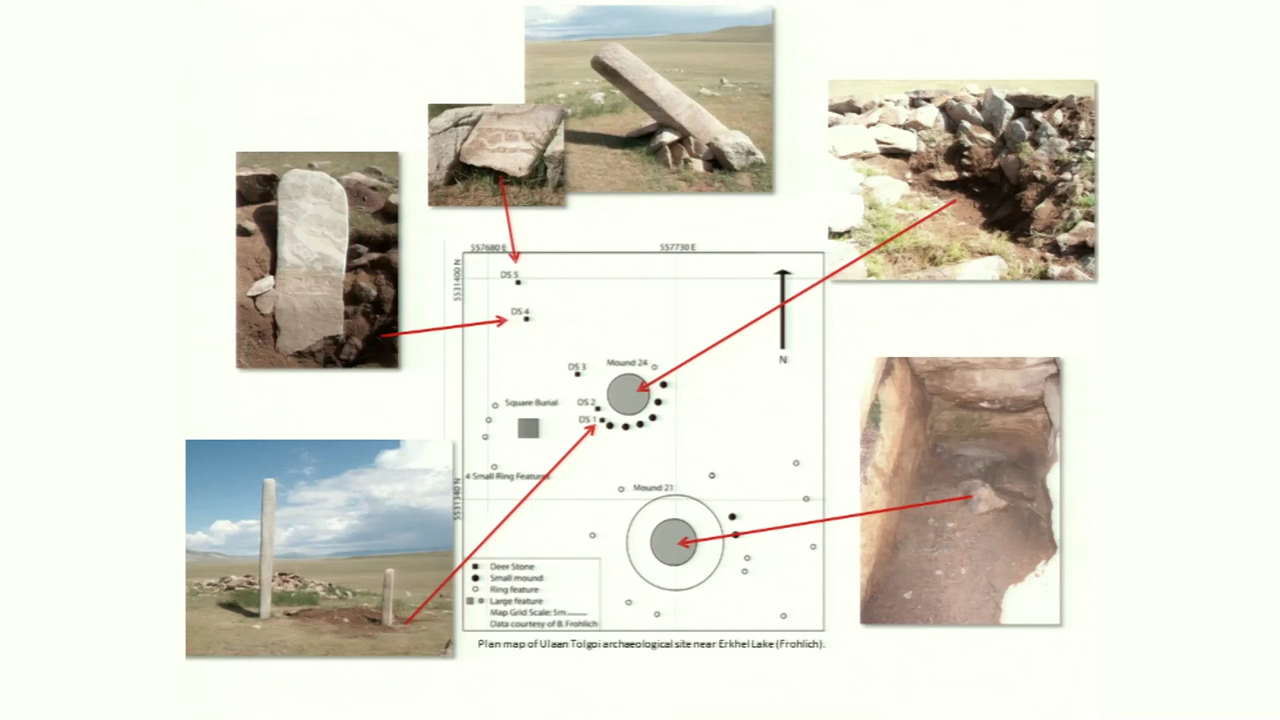 557680 E
557730 E
5531400 N
DS 5
DS 4
N
Mound 24
DS 3
Square Burial
DS 2
DS 1
4 Small Ring Features
Mound 21
5531340 N
Deer Stone
Small mound
Ring feature
Large feature
Map Grid Scale: 5m
Data courtesy of B. Frohlich
Plan map of Ulaan Tolgoi archaeological site near Erkhel Lake (Frohlich).